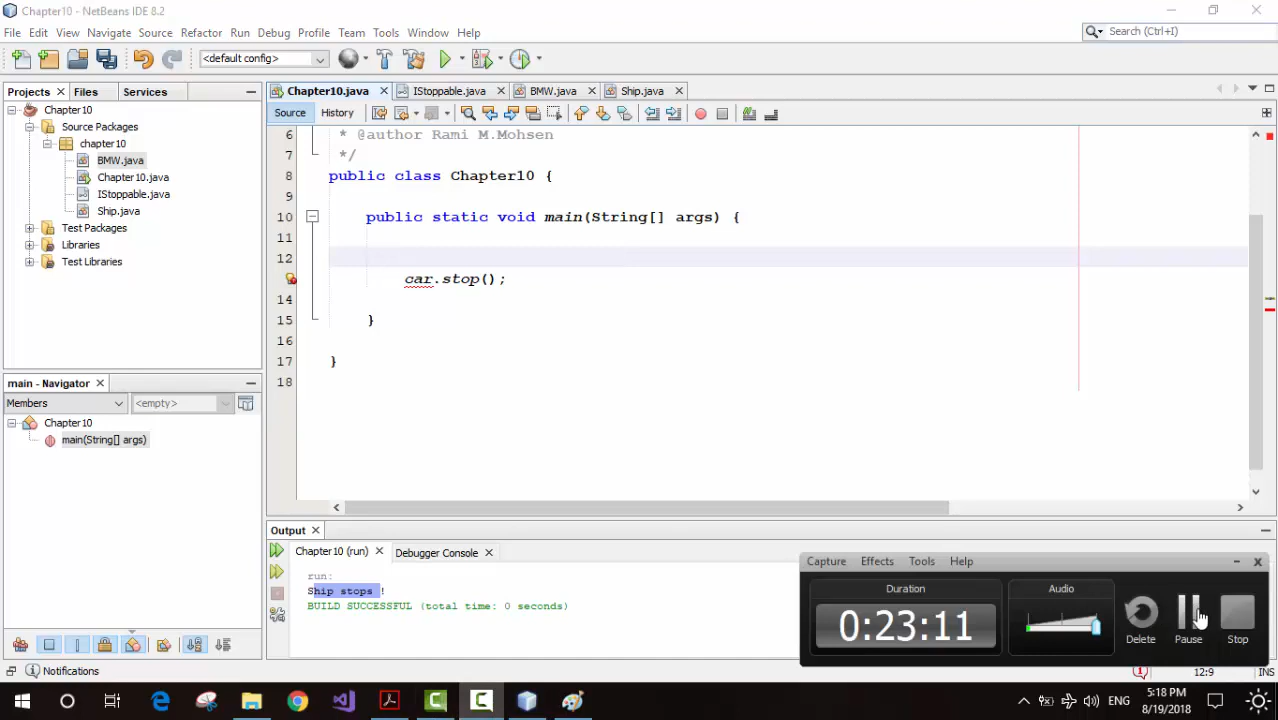 Chapter10 - NetBeans IDE 8.2
File Edit View Navigate Source Refactor Run Debug Profile Team Tools Window Help
Search (Ctrl+I)
<default config>
Projects Files Services
Chapter10
Source Packages
chapter10
BMW.java
Chapter10.java
IStoppable.java
Ship.java
Test Packages
Libraries
Test Libraries
main - Navigator
Members <empty>
Chapter10
main(String[] args)
Chapter10.java IStoppable.java BMW.java Ship.java
Source History
6 * @author Rami M.Mohsen
7 */
8 public class Chapter10 {
9
10 public static void main(String[] args) {
11
12
car.stop();
14
15 }
16
17 }
18
Output
Chapter10 (run) Debugger Console
run:
Ship stops !
BUILD SUCCESSFUL (total time: 0 seconds)
Capture Effects Tools Help
Duration Audio
0:23:11
Delete Pause Stop
Notifications
1 12:9 INS
ENG
5:18 PM
8/19/2018